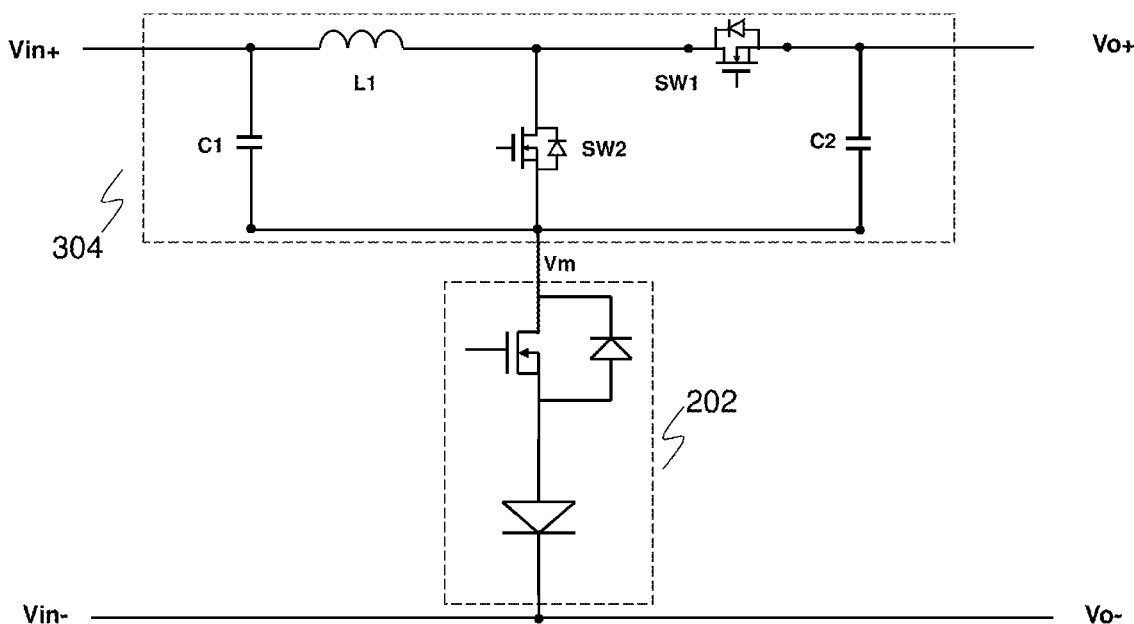 Vin+
Vo+
L1
SW1
C1
SW2
C2
304
Vm
202
Vin-
Vo-